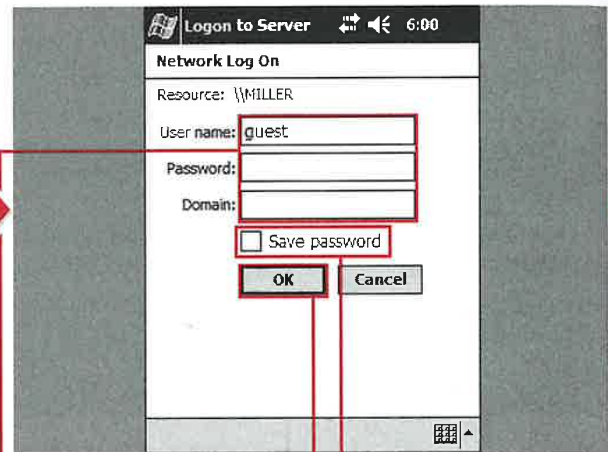 Logon to Server 6:00
Network Log On
Resource: \\MILLER
User name: guest
Password:
Domain:
Save password
OK Cancel